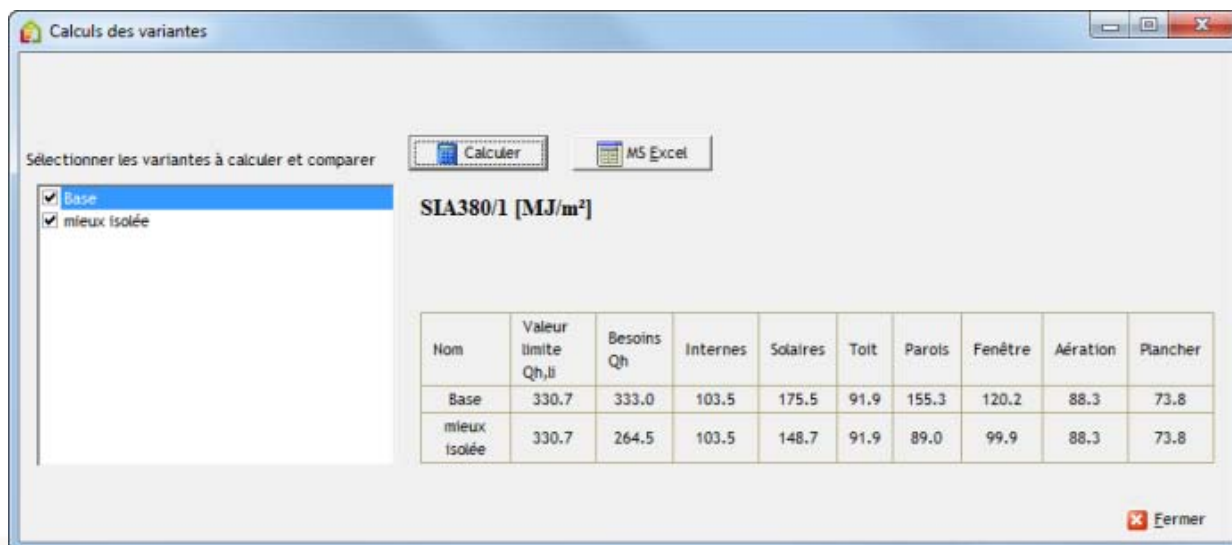 Calculs des variantes
Sélectionner les variantes à calculer et comparer
Calculer
MS Excel
Base
mieux isolée
SIA380/1 [MJ/m²]
Nom Valeur limite Qh,li Besoins Qh Internes Solaires Toit Parois Fenêtre Aération Plancher
Base 330.7 333.0 103.5 175.5 91.9 155.3 120.2 88.3 73.8
mieux isolée 330.7 264.5 103.5 148.7 91.9 89.0 99.9 88.3 73.8
Fermer